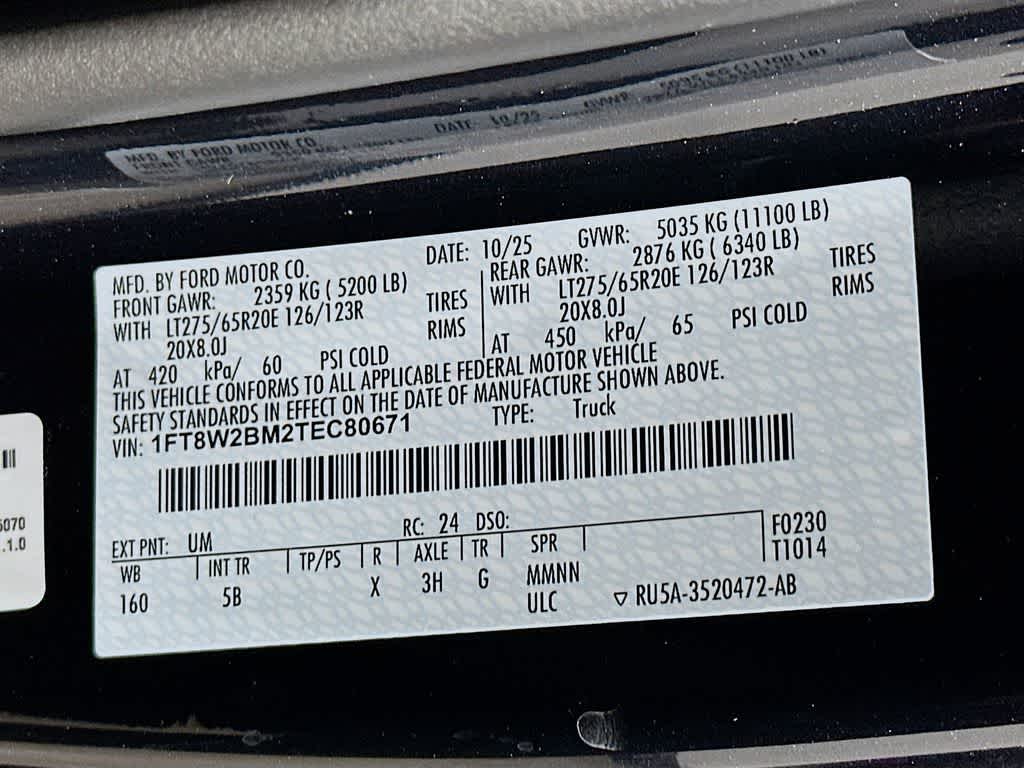 MFD. BY FORD MOTOR CO.
DATE: 10/25
GVWR: 5035 KG (11100 LB)
FRONT GAWR: 2359 KG ( 5200 LB)
WITH LT275/65R20E 126/123R TIRES
20X8.0J RIMS
AT 420 kPa/ 60 PSI COLD
REAR GAWR: 2876 KG ( 6340 LB)
WITH LT275/65R20E 126/123R TIRES
20X8.0J RIMS
AT 450 kPa/ 65 PSI COLD
THIS VEHICLE CONFORMS TO ALL APPLICABLE FEDERAL MOTOR VEHICLE
SAFETY STANDARDS IN EFFECT ON THE DATE OF MANUFACTURE SHOWN ABOVE.
VIN: 1FT8W2BM2TEC80671 TYPE: Truck
EXT PNT: UM RC: 24 DSO:
WB INT TR TP/PS R AXLE TR SPR
160 5B X 3H G MMNN
ULC
F0230
T1014
▽ RU5A-3520472-AB
.1.0